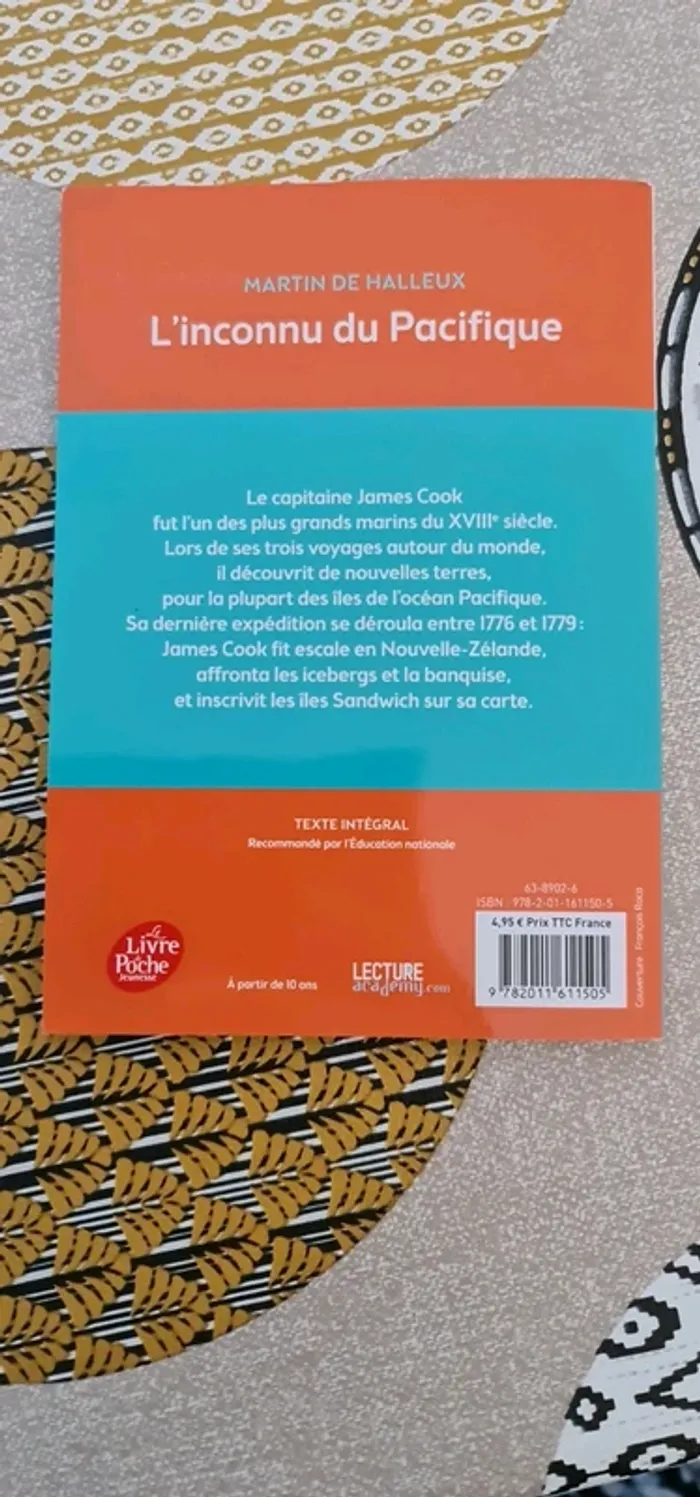 MARTIN DE HALLEUX
L'inconnu du Pacifique
Le capitaine James Cook
fut l'un des plus grands marins du XVIIIᵉ siècle.
Lors de ses trois voyages autour du monde,
il découvrit de nouvelles terres,
pour la plupart des îles de l'océan Pacifique.
Sa dernière expédition se déroula entre 1776 et 1779 :
James Cook fit escale en Nouvelle-Zélande,
affronta les icebergs et la banquise,
et inscrivit les îles Sandwich sur sa carte.
TEXTE INTÉGRAL
Recommandé par l'Éducation nationale
63-8902-6
ISBN : 978-2-01-161150-5
4,95 € Prix TTC France
9 782011 611505
Couverture : François Roca
Le
Livre
de
Poche
Jeunesse
À partir de 10 ans
LECTURE
academy.com